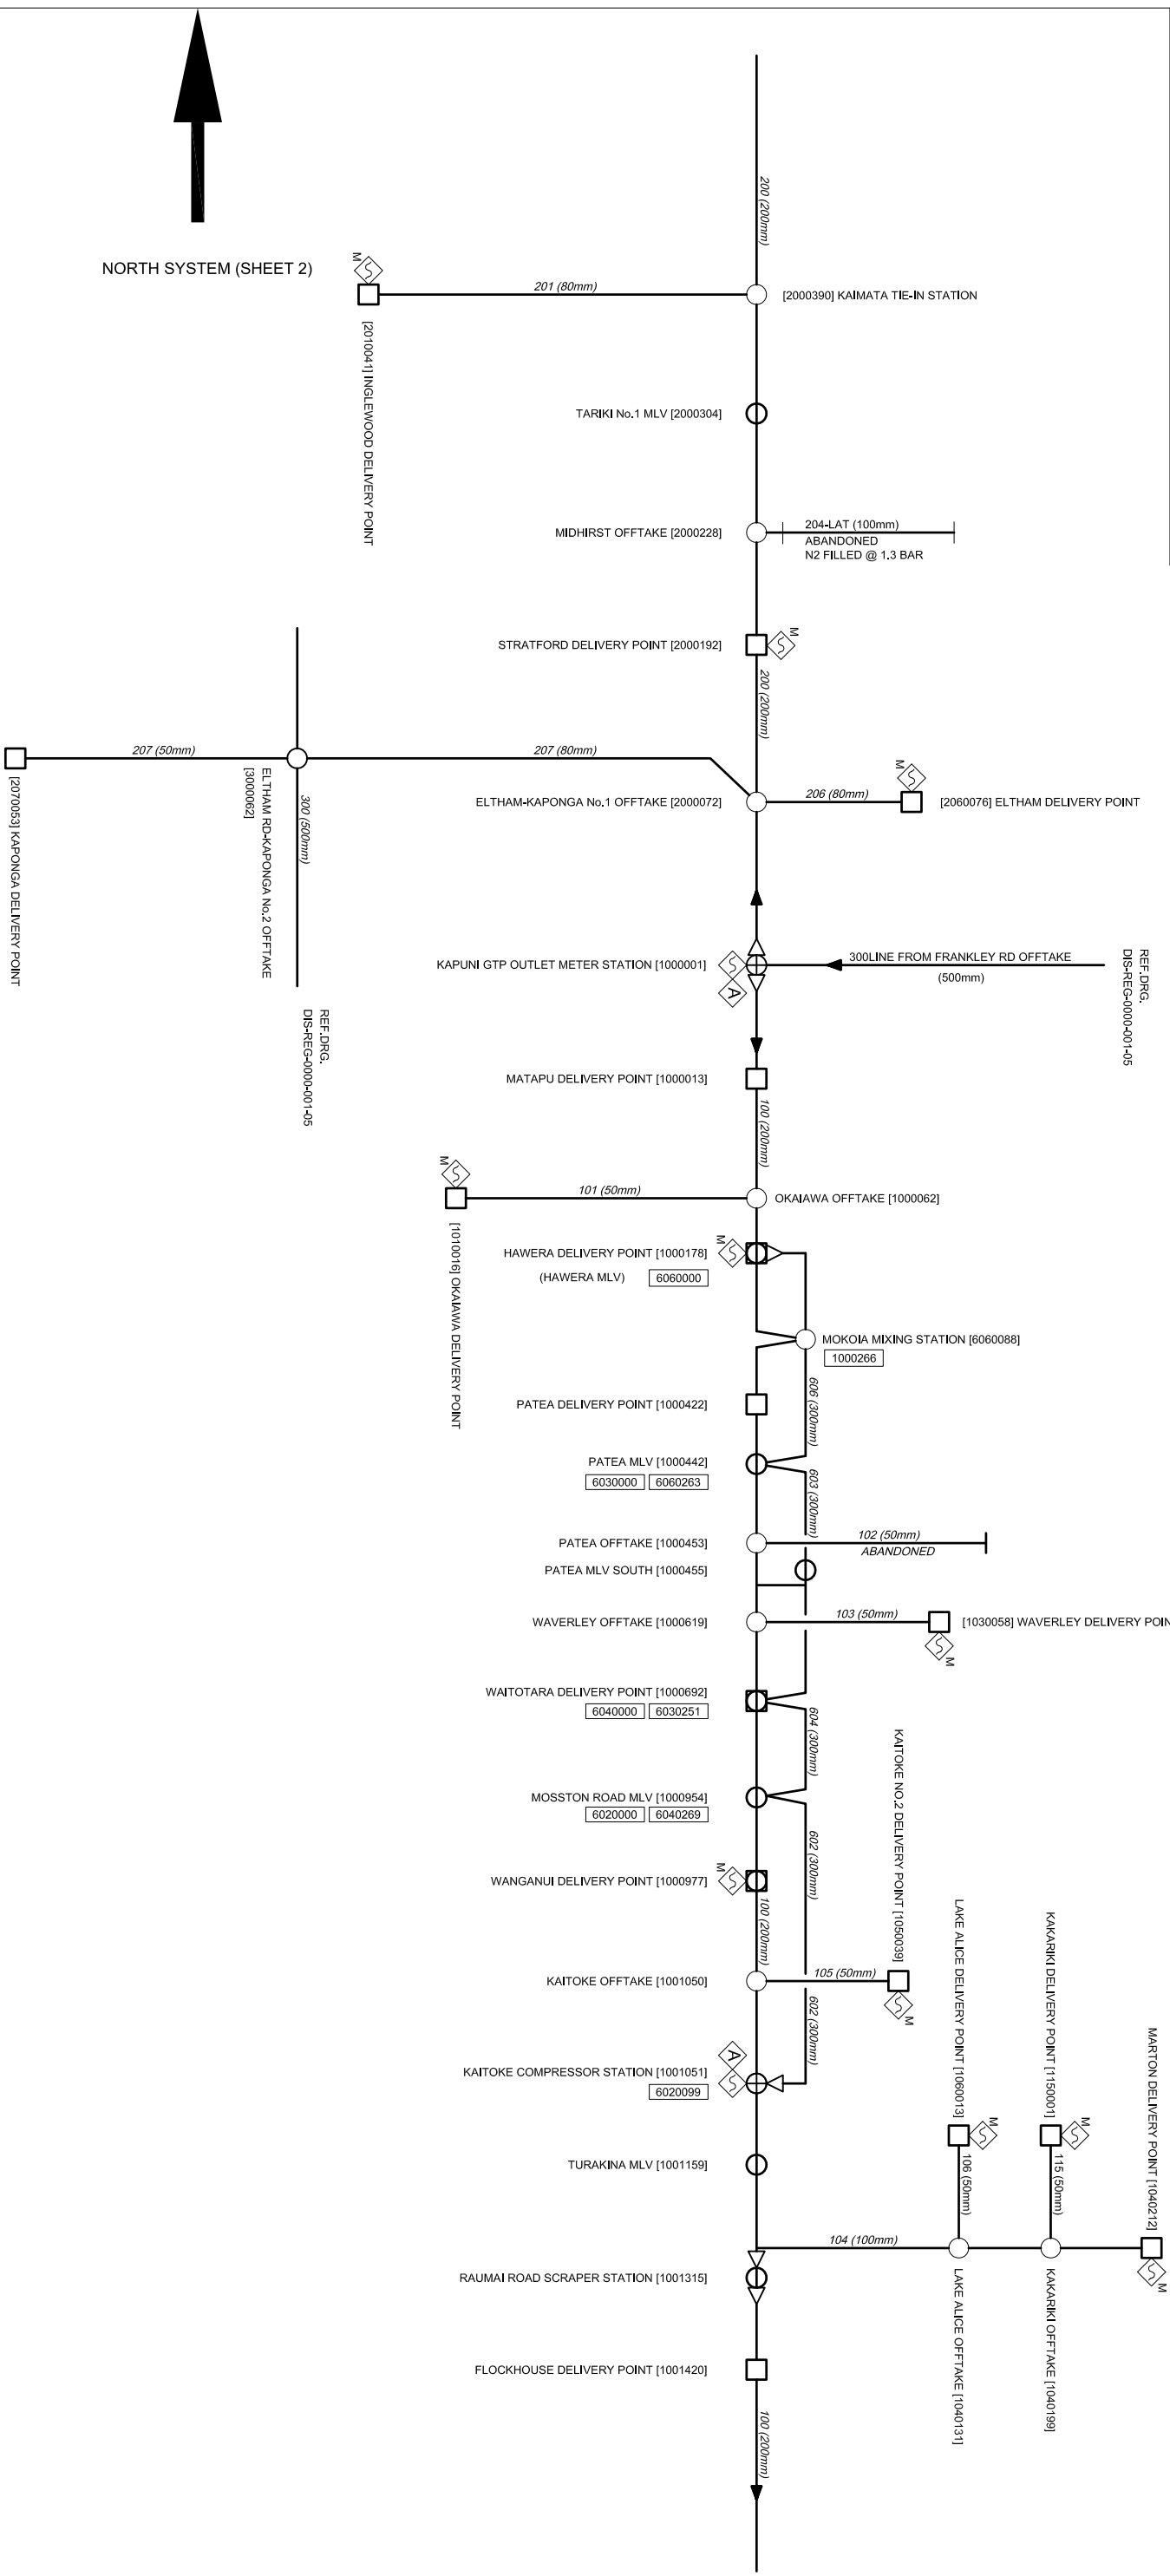 200 (200mm)
NORTH SYSTEM (SHEET 2)
M
201 (80mm)
[2000390] KAIMATA TIE-IN STATION
[2010041] INGLEWOOD DELIVERY POINT
TARIKI No.1 MLV [2000304]
MIDHIRST OFFTAKE [2000228]
204-LAT (100mm)
ABANDONED
N2 FILLED @ 1.3 BAR
STRATFORD DELIVERY POINT [2000192]
M
200 (200mm)
207 (50mm)
207 (80mm)
[2070053] KAPONGA DELIVERY POINT
ELTHAM RD-KAPONGA No.2 OFFTAKE
[3000062]
300 (500mm)
REF.DRG.
DIS-REG-0000-001-05
ELTHAM-KAPONGA No.1 OFFTAKE [2000072]
206 (80mm)
M
[2060076] ELTHAM DELIVERY POINT
KAPUNI GTP OUTLET METER STATION [1000001]
A
300LINE FROM FRANKLEY RD OFFTAKE
(500mm)
REF.DRG.
DIS-REG-0000-001-05
MATAPU DELIVERY POINT [1000013]
100 (200mm)
M
101 (50mm)
OKAIAWA OFFTAKE [1000062]
[1010016] OKAIAWA DELIVERY POINT
HAWERA DELIVERY POINT [1000178]
M
(HAWERA MLV)
6060000
MOKOIA MIXING STATION [6060088]
1000266
606 (300mm)
PATEA DELIVERY POINT [1000422]
PATEA MLV [1000442]
6030000
6060263
603 (300mm)
PATEA OFFTAKE [1000453]
102 (50mm)
ABANDONED
PATEA MLV SOUTH [1000455]
WAVERLEY OFFTAKE [1000619]
103 (50mm)
[1030058] WAVERLEY DELIVERY POIN
M
WAITOTARA DELIVERY POINT [1000692]
6040000
6030251
604 (300mm)
MOSSTON ROAD MLV [1000954]
6020000
6040269
602 (300mm)
KAITOKE NO.2 DELIVERY POINT [1050039]
WANGANUI DELIVERY POINT [1000977]
M
100 (200mm)
KAITOKE OFFTAKE [1001050]
105 (50mm)
M
602 (300mm)
KAITOKE COMPRESSOR STATION [1001051]
A
6020099
LAKE ALICE DELIVERY POINT [1060013]
M
106 (50mm)
KAKARIKI DELIVERY POINT [1150001]
M
115 (50mm)
MARTON DELIVERY POINT [1040212]
M
TURAKINA MLV [1001159]
104 (100mm)
RAUMAI ROAD SCRAPER STATION [1001315]
LAKE ALICE OFFTAKE [1040131]
KAKARIKI OFFTAKE [1040199]
FLOCKHOUSE DELIVERY POINT [1001420]
100 (200mm)